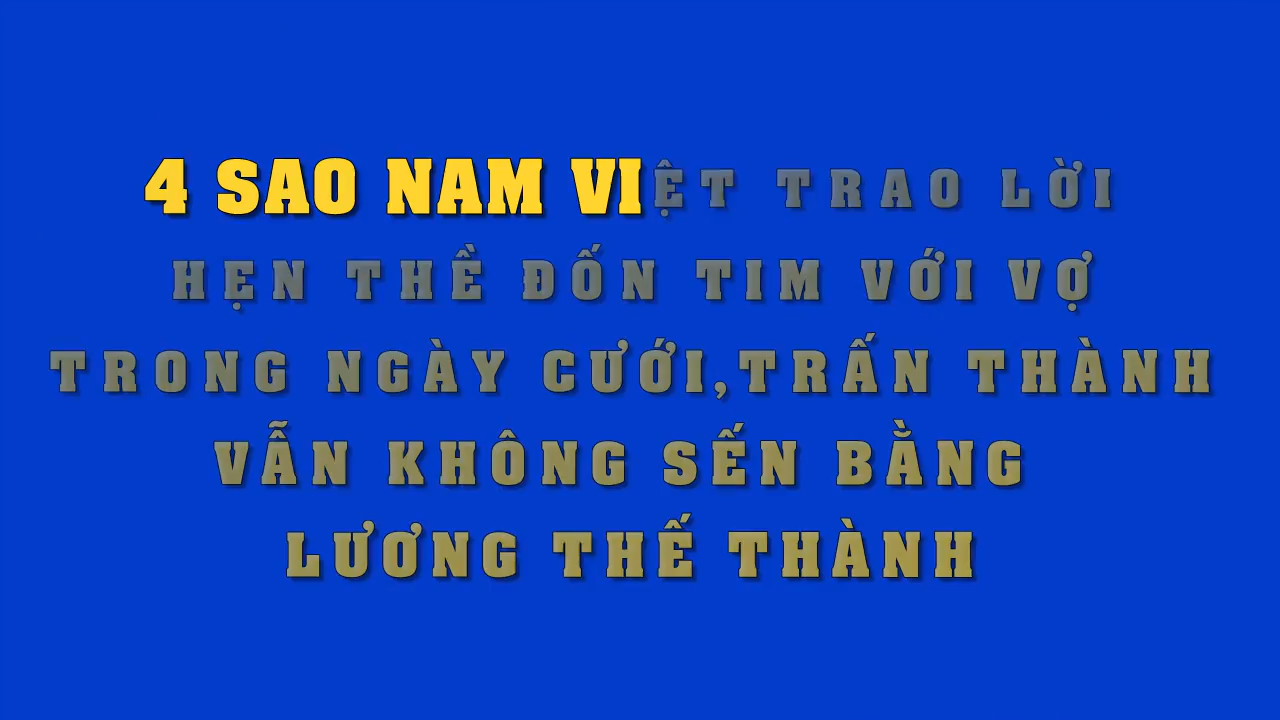 4 SAO NAM VIỆT TRAO LỜI
HẸN THỀ ĐỐN TIM VỚI VỢ
TRONG NGÀY CƯỚI,TRẤN THÀNH
VẪN KHÔNG SẾN BẰNG
LƯƠNG THẾ THÀNH